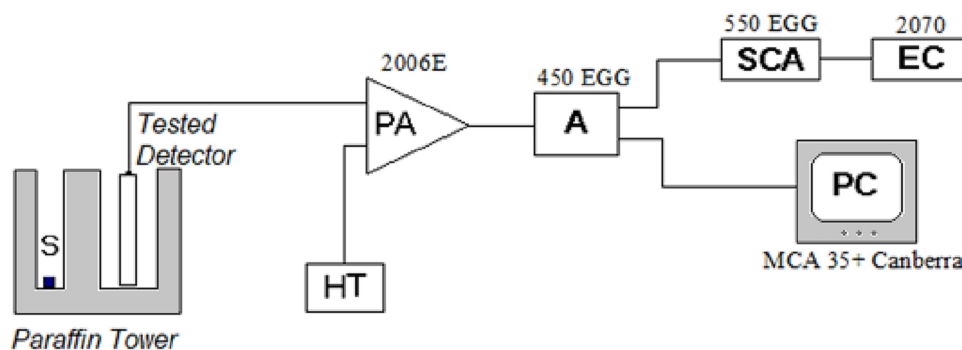 550 EGG
2070
SCA
EC
2006E
450 EGG
PA
A
Tested
Detector
PC
S
MCA 35+ Canberra
HT
Paraffin Tower